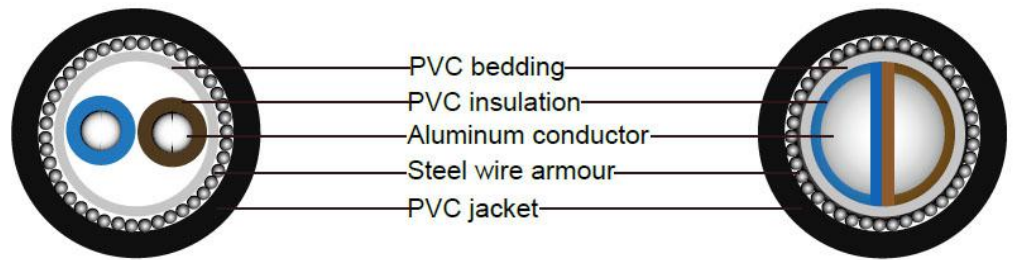 PVC bedding
PVC insulation
Aluminum conductor
Steel wire armour
PVC jacket